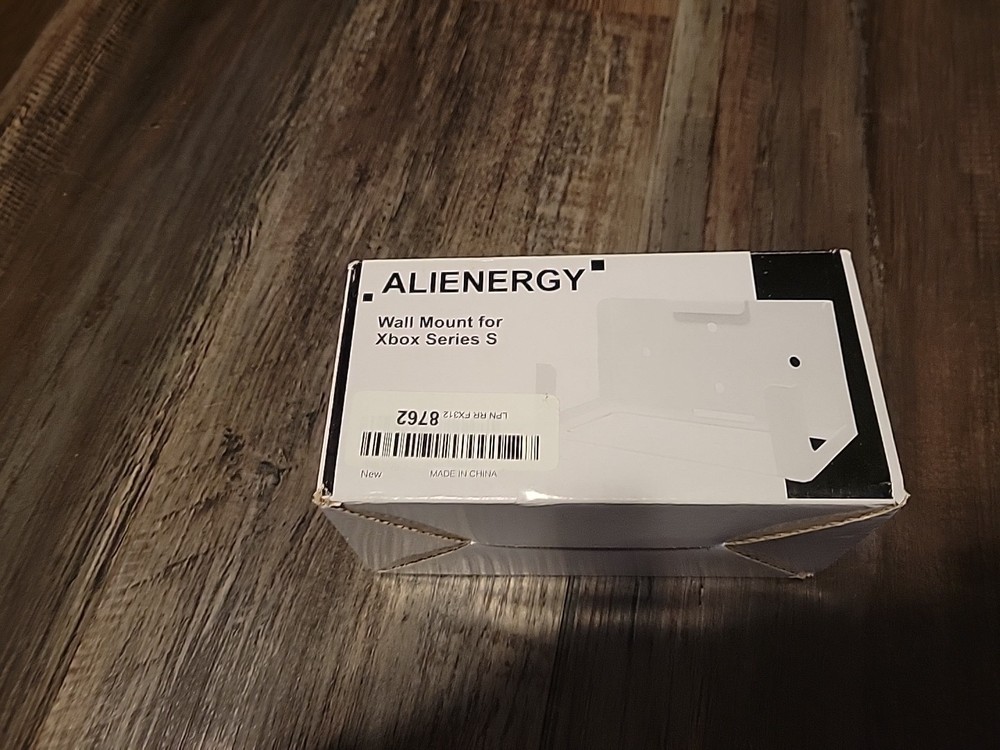 ALIENERGY
Wall Mount for
Xbox Series S
LPN RR FX312 8762
New
MADE IN CHINA